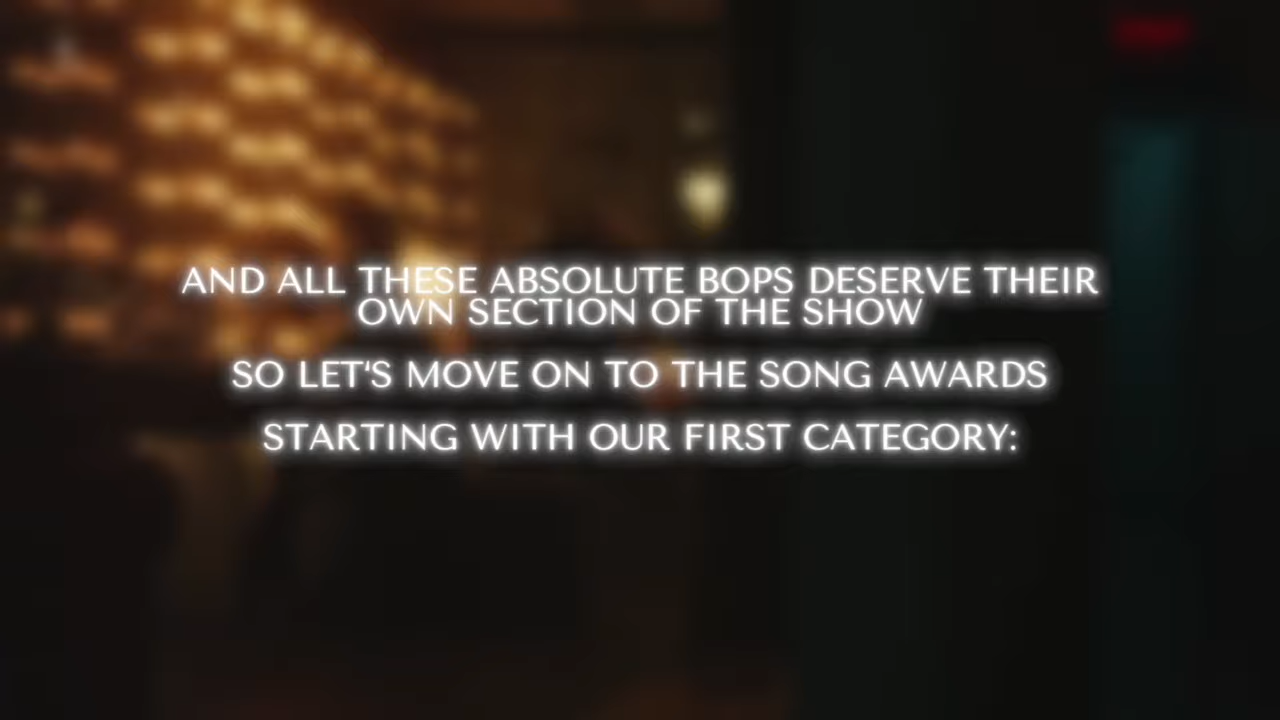 AND ALL THESE ABSOLUTE BOPS DESERVE THEIR
OWN SECTION OF THE SHOW
SO LET'S MOVE ON TO THE SONG AWARDS
STARTING WITH OUR FIRST CATEGORY: